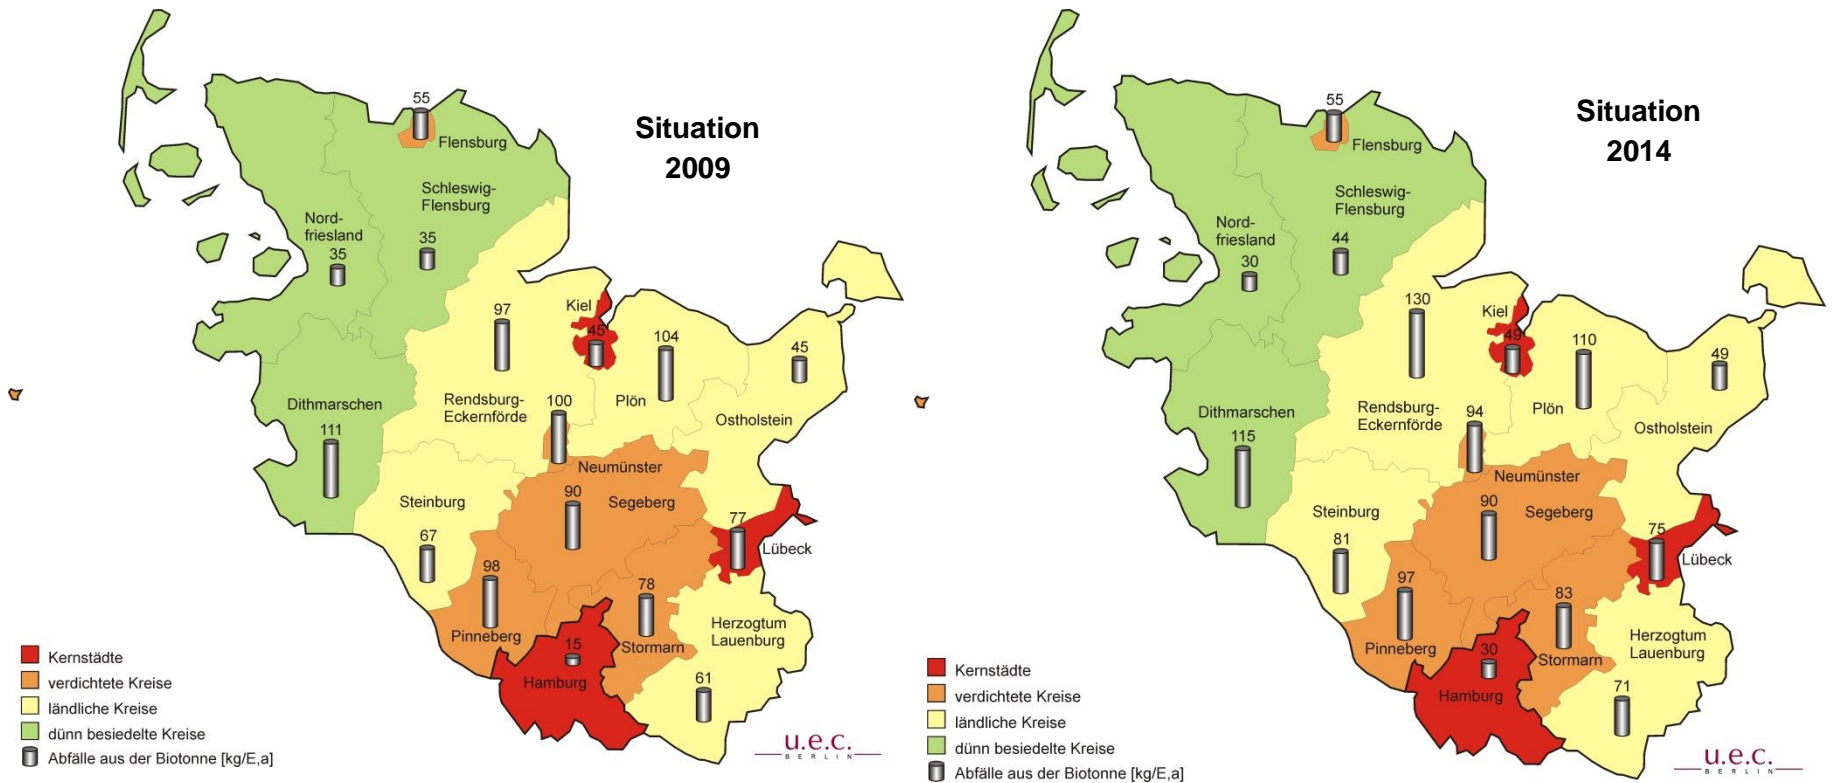 Situation
2009
55
Flensburg
Schleswig-
Flensburg
35
Nord-
friesland
35
97
Kiel
45
104
45
Rendsburg-
Eckernförde
Plön
Ostholstein
Dithmarschen
111
100
Neumünster
Steinburg
67
90
Segeberg
77
Lübeck
98
Pinneberg
78
Stormarn
15
Hamburg
Herzogtum
Lauenburg
61
Kernstädte
verdichtete Kreise
ländliche Kreise
dünn besiedelte Kreise
Abfälle aus der Biotonne [kg/E,a]
u.e.c.
BERLIN
Situation
2014
55
Flensburg
Schleswig-
Flensburg
44
Nord-
friesland
30
130
Kiel
49
110
49
Rendsburg-
Eckernförde
Plön
Ostholstein
Dithmarschen
115
94
Neumünster
Steinburg
81
90
Segeberg
75
Lübeck
97
Pinneberg
83
Stormarn
30
Hamburg
Herzogtum
Lauenburg
71
Kernstädte
verdichtete Kreise
ländliche Kreise
dünn besiedelte Kreise
Abfälle aus der Biotonne [kg/E,a]
u.e.c.
BERLIN